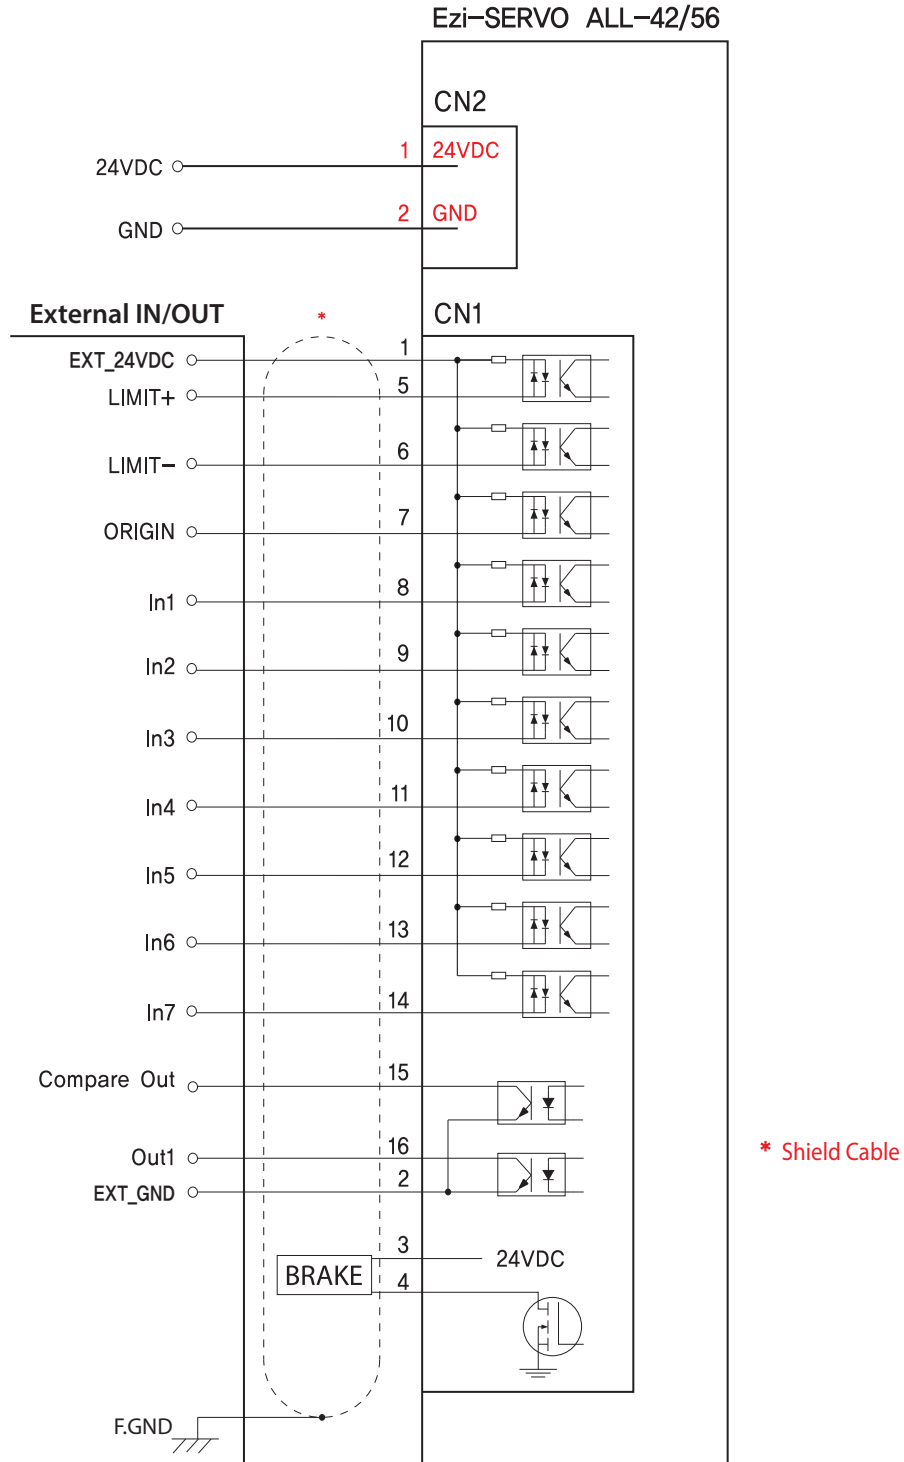 Ezi-SERVO ALL-42/56
CN2
24VDC 1 24VDC
GND 2 GND
External IN/OUT * CN1
EXT_24VDC 1
LIMIT+ 5
LIMIT- 6
ORIGIN 7
In1 8
In2 9
In3 10
In4 11
In5 12
In6 13
In7 14
Compare Out 15
Out1 16
* Shield Cable
EXT_GND 2
3 24VDC
BRAKE 4
F.GND